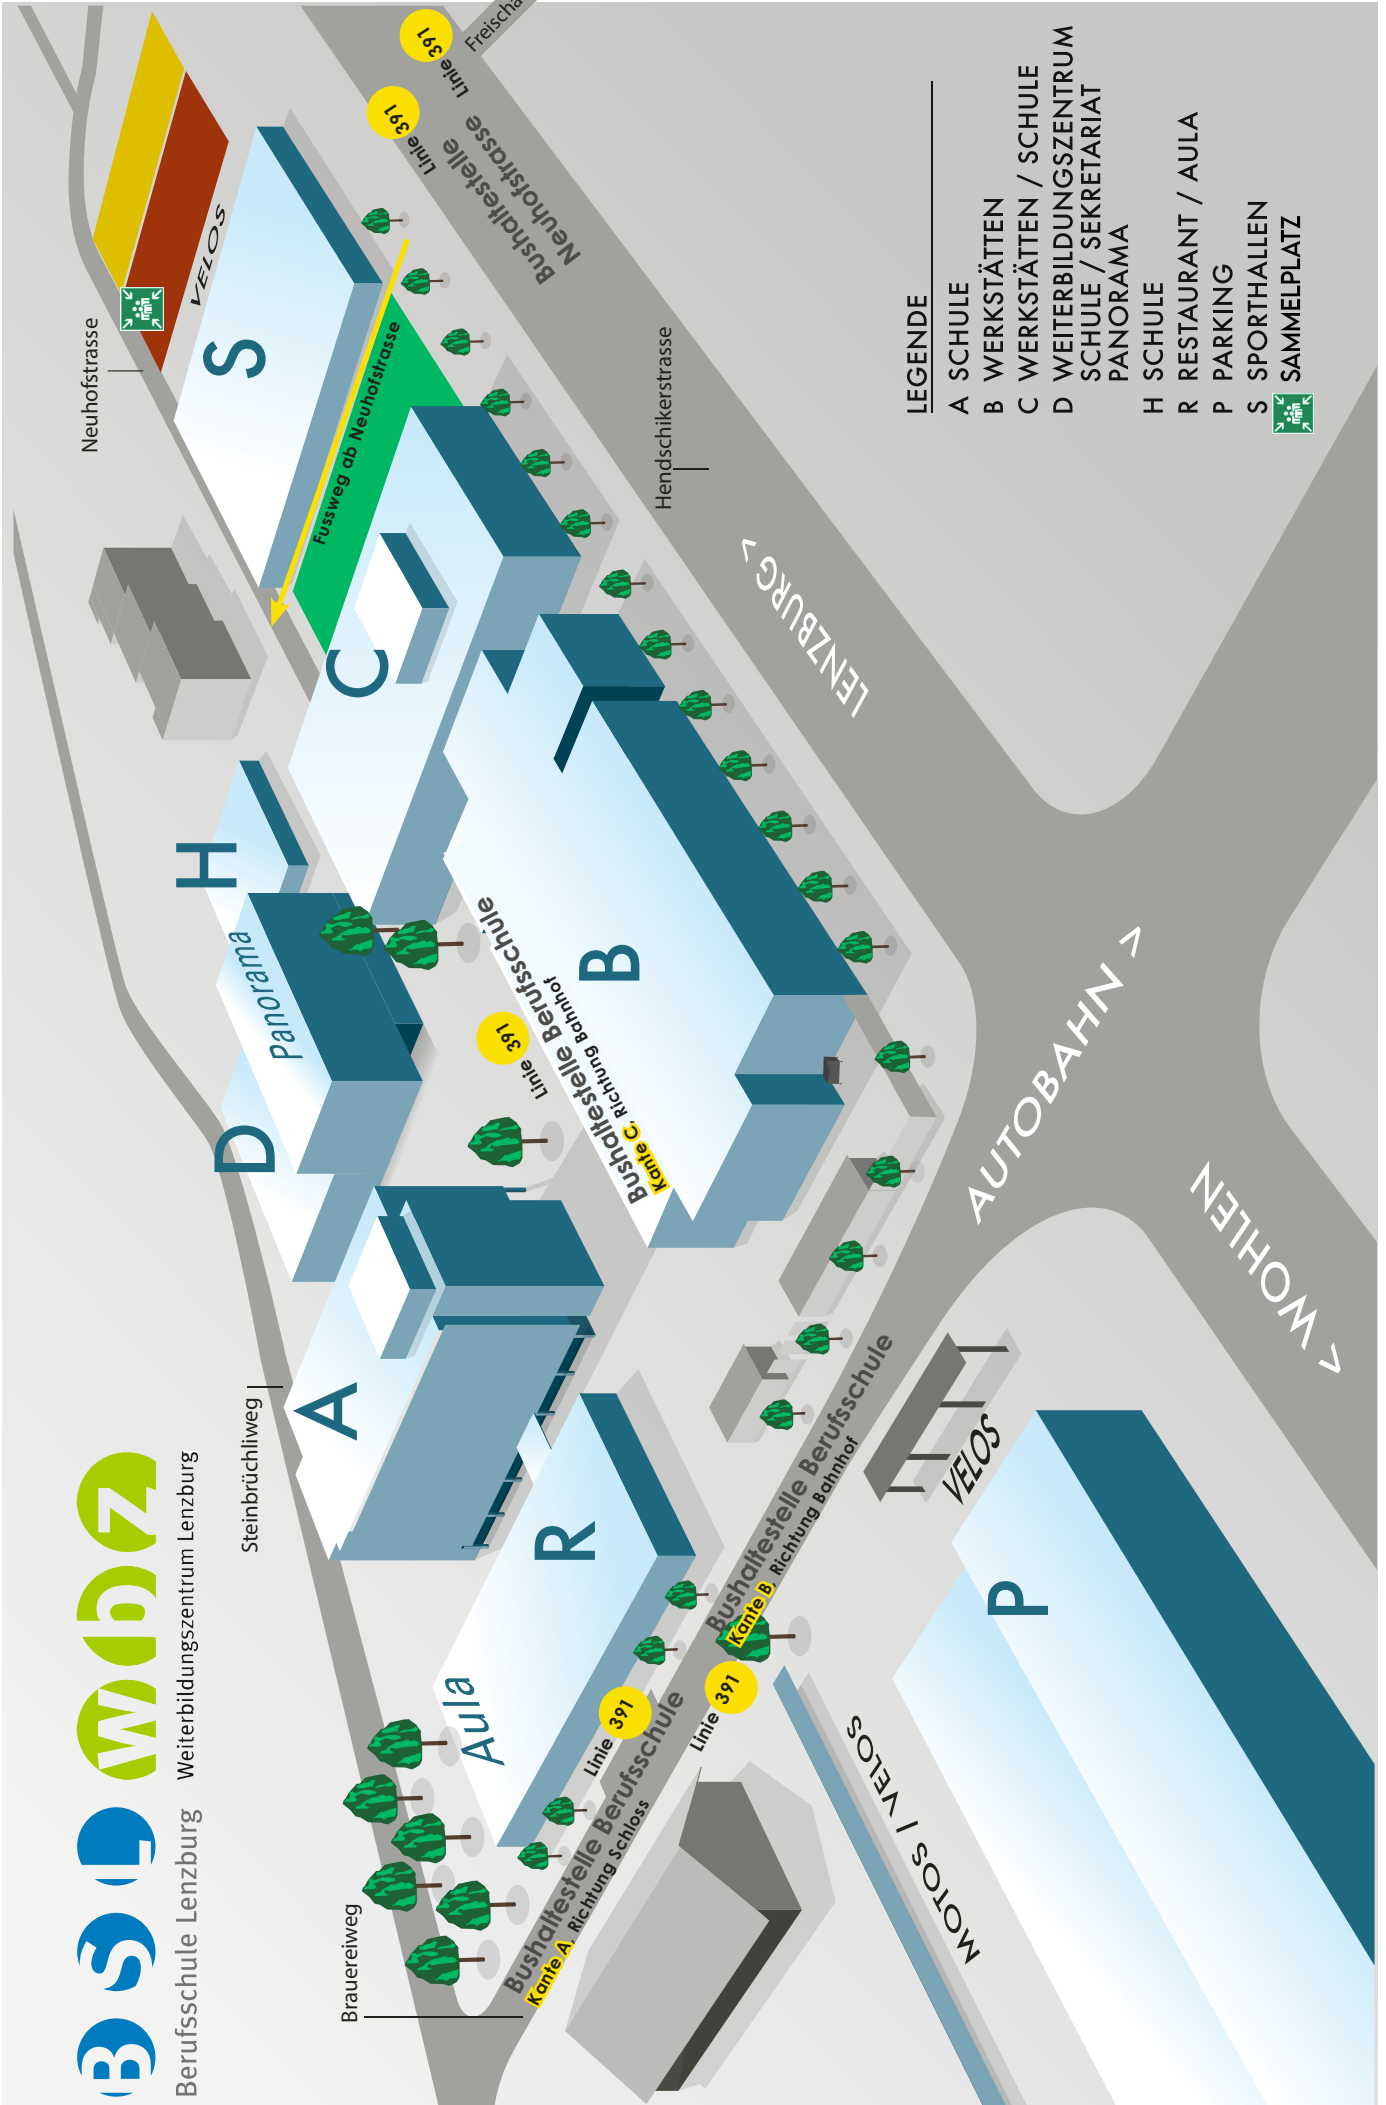 BSL wbz
Berufsschule Lenzburg Weiterbildungszentrum Lenzburg
Brauereiweg
Steinbrüchliweg
Neuhofstrasse
Hendschikerstrasse
Freischa
VELOS
S
Fussweg ab Neuhofstrasse
C
H
Panorama
D
A
B
R
Aula
P
Linie 391
Linie 391
Bushaltestelle
Neuhofstrasse
Linie 391
Bushaltestelle Berufsschule
Kante C, Richtung Bahnhof
Linie 391
Bushaltestelle Berufsschule
Kante A, Richtung Schloss
Linie 391
Bushaltestelle Berufsschule
Kante B, Richtung Bahnhof
LENZBURG >
AUTOBAHN >
< WOHLEN
VELOS
MOTOS | VELOS
LEGENDE
A SCHULE
B WERKSTÄTTEN
C WERKSTÄTTEN / SCHULE
D WEITERBILDUNGSZENTRUM
SCHULE / SEKRETARIAT
PANORAMA
H SCHULE
R RESTAURANT / AULA
P PARKING
S SPORTHALLEN
SAMMELPLATZ